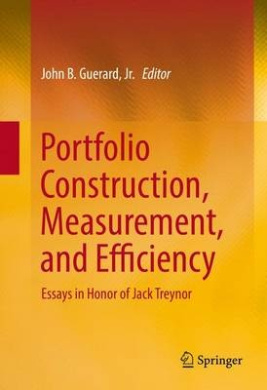 John B. Guerard, Jr. Editor
Portfolio
Construction,
Measurement,
and Efficiency
Essays in Honor of Jack Treynor
Springer